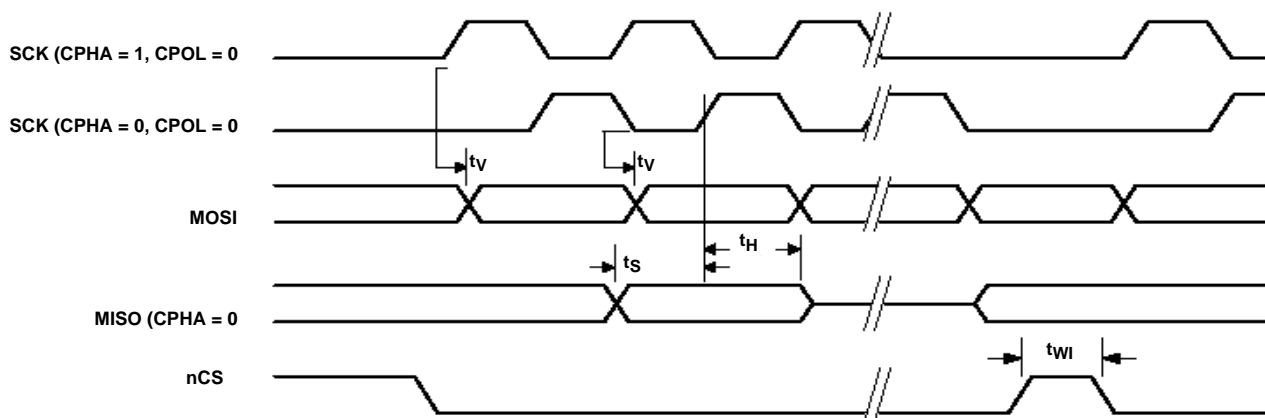 SCK (CPHA = 1, CPOL = 0
SCK (CPHA = 0, CPOL = 0
tV
tV
MOSI
tH
tS
MISO (CPHA = 0
tWI
nCS